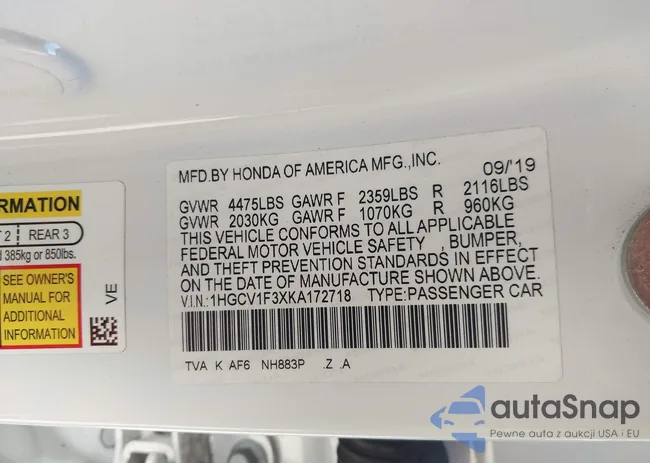 MFD.BY HONDA OF AMERICA MFG.,INC. 09/'19
GVWR 4475LBS GAWR F 2359LBS R 2116LBS
GVWR 2030KG GAWR F 1070KG R 960KG
THIS VEHICLE CONFORMS TO ALL APPLICABLE
FEDERAL MOTOR VEHICLE SAFETY , BUMPER,
AND THEFT PREVENTION STANDARDS IN EFFECT
ON THE DATE OF MANUFACTURE SHOWN ABOVE.
V.I.N:1HGCV1F3XKA172718 TYPE:PASSENGER CAR
TVA K AF6 NH883P .Z .A
2 REAR 3
385kg or 850lbs.
SEE OWNER'S
MANUAL FOR
ADDITIONAL
INFORMATION
VE
autaSnap
Pewne auta z aukcji USA i EU